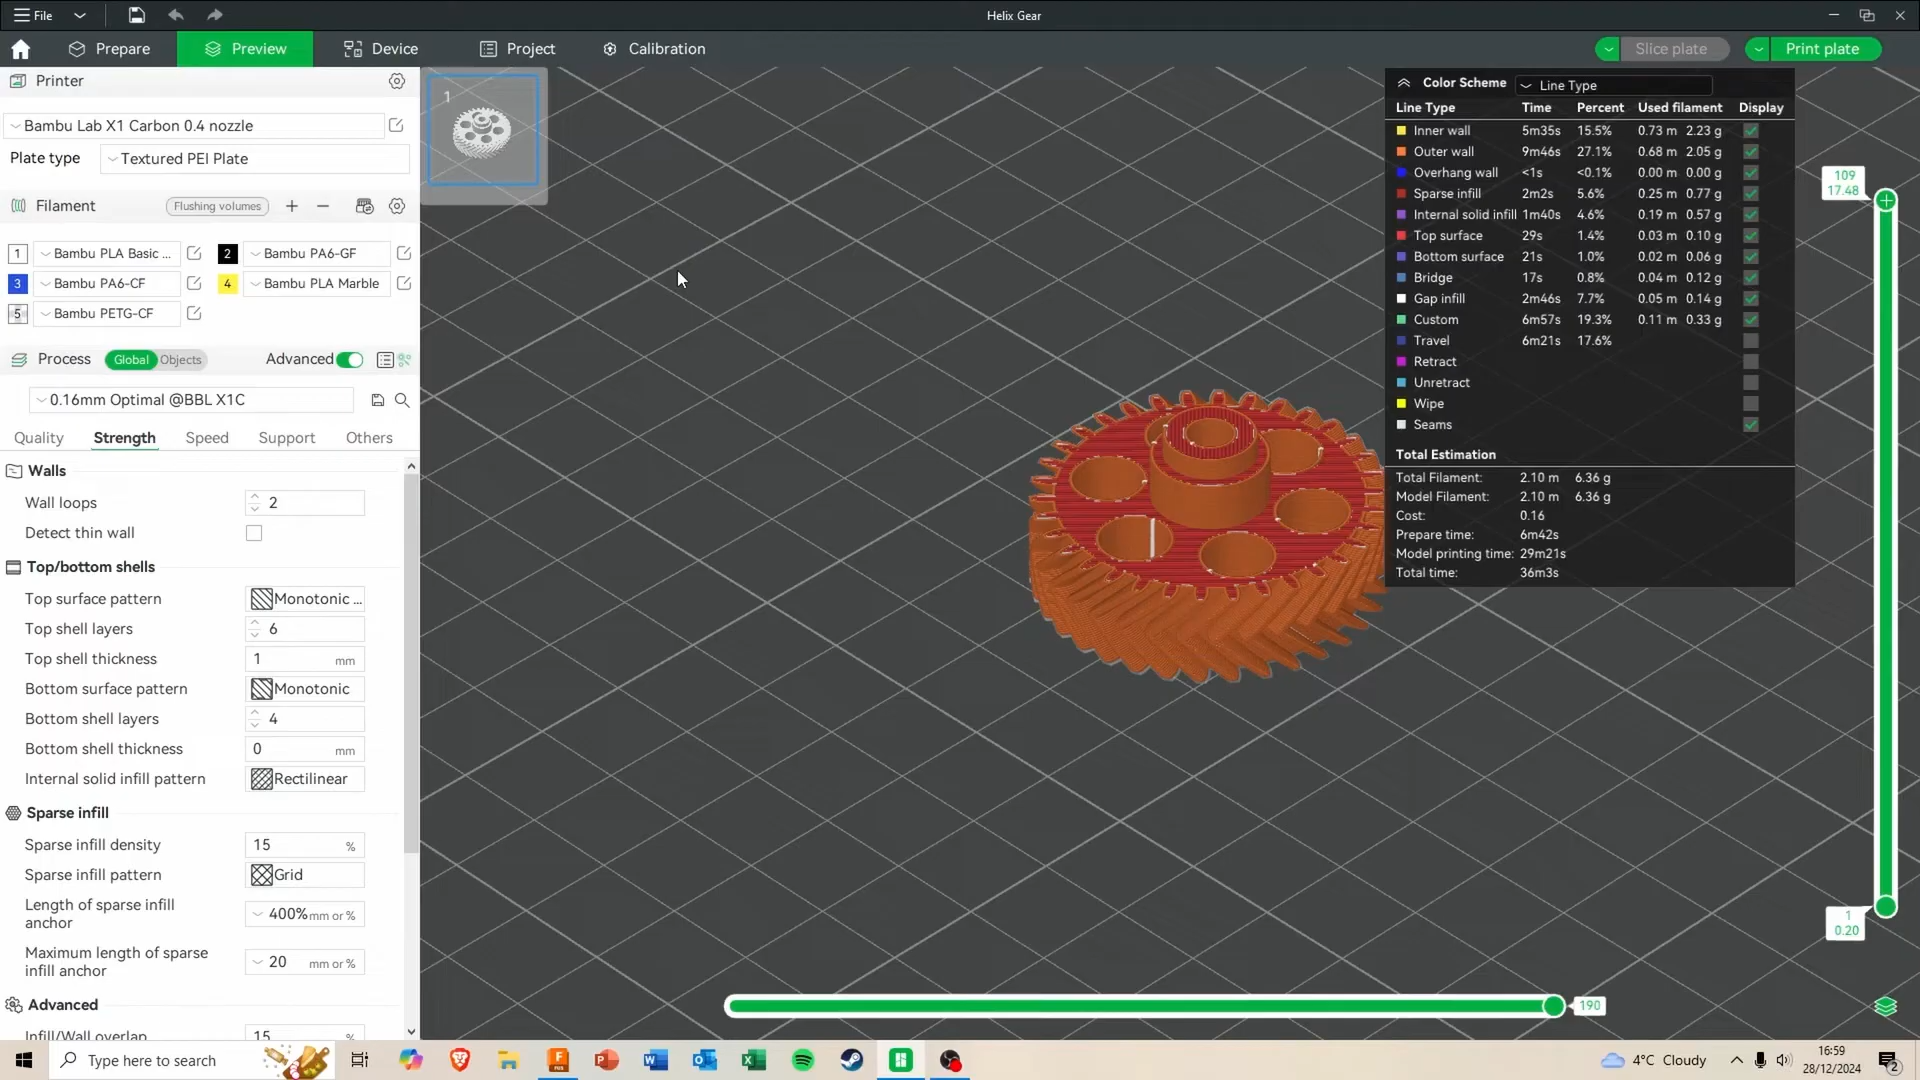 File
Helix Gear
Prepare
Preview
Device
Project
Calibration
Slice plate
Print plate
Printer
Bambu Lab X1 Carbon 0.4 nozzle
Plate type
Textured PEI Plate
Filament
Flushing volumes
1 Bambu PLA Basic ...
2 Bambu PA6-GF
3 Bambu PA6-CF
4 Bambu PLA Marble
5 Bambu PETG-CF
Process Global Objects Advanced
0.16mm Optimal @BBL X1C
Quality Strength Speed Support Others
Walls
Wall loops 2
Detect thin wall
Top/bottom shells
Top surface pattern Monotonic ...
Top shell layers 6
Top shell thickness 1 mm
Bottom surface pattern Monotonic
Bottom shell layers 4
Bottom shell thickness 0 mm
Internal solid infill pattern Rectilinear
Sparse infill
Sparse infill density 15 %
Sparse infill pattern Grid
Length of sparse infill
anchor
400% mm or %
Maximum length of sparse
infill anchor
20 mm or %
Advanced
Infill/Wall overlap 15 %
1
Color Scheme Line Type
Line Type Time Percent Used filament Display
Inner wall 5m35s 15.5% 0.73 m 2.23 g
Outer wall 9m46s 27.1% 0.68 m 2.05 g
Overhang wall <1s <0.1% 0.00 m 0.00 g
Sparse infill 2m2s 5.6% 0.25 m 0.77 g
Internal solid infill 1m40s 4.6% 0.19 m 0.57 g
Top surface 29s 1.4% 0.03 m 0.10 g
Bottom surface 21s 1.0% 0.02 m 0.06 g
Bridge 17s 0.8% 0.04 m 0.12 g
Gap infill 2m46s 7.7% 0.05 m 0.14 g
Custom 6m57s 19.3% 0.11 m 0.33 g
Travel 6m21s 17.6%
Retract
Unretract
Wipe
Seams
Total Estimation
Total Filament: 2.10 m 6.36 g
Model Filament: 2.10 m 6.36 g
Cost: 0.16
Prepare time: 6m42s
Model printing time: 29m21s
Total time: 36m3s
109
17.48
1
0.20
190
Type here to search
4°C Cloudy
16:59
28/12/2024
2